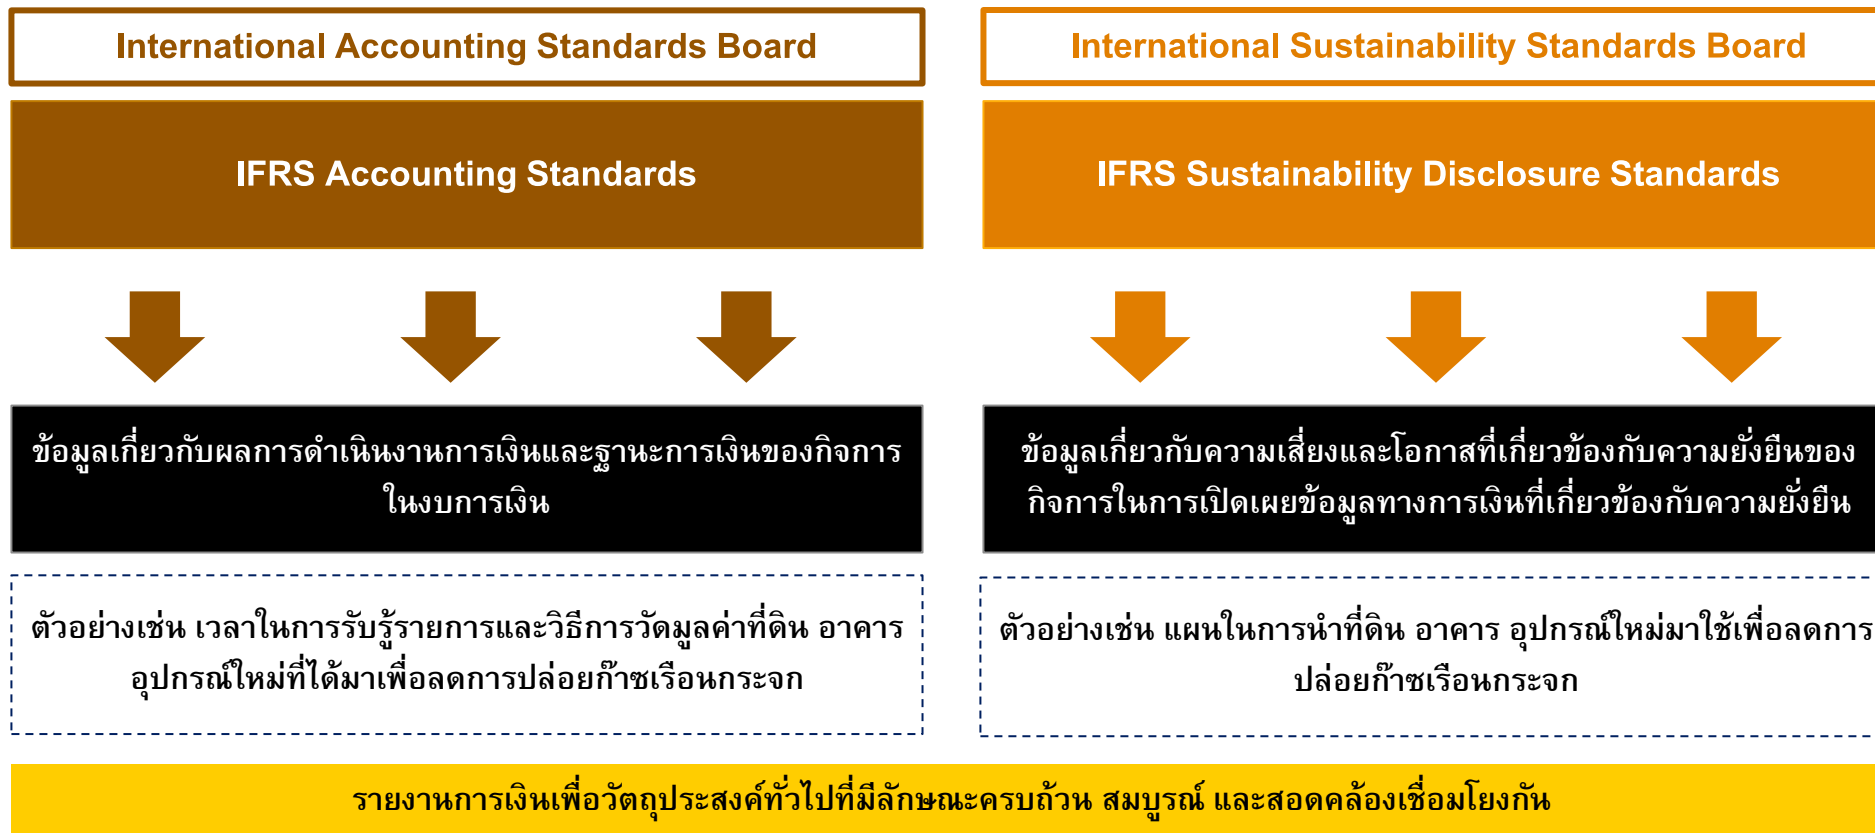 International Accounting Standards Board
IFRS Accounting Standards
ข้อมูลเกี่ยวกับผลการดำเนินงานการเงินและฐานะการเงินของกิจการ
ในงบการเงิน
ตัวอย่างเช่น เวลาในการรับรู้รายการและวิธีการวัดมูลค่าที่ดิน อาคาร
อุปกรณ์ใหม่ที่ได้มาเพื่อลดการปล่อยก๊าซเรือนกระจก
International Sustainability Standards Board
IFRS Sustainability Disclosure Standards
ข้อมูลเกี่ยวกับความเสี่ยงและโอกาสที่เกี่ยวข้องกับความยั่งยืนของ
กิจการในการเปิดเผยข้อมูลทางการเงินที่เกี่ยวข้องกับความยั่งยืน
ตัวอย่างเช่น แผนในการนำที่ดิน อาคาร อุปกรณ์ใหม่มาใช้เพื่อลดการ
ปล่อยก๊าซเรือนกระจก
รายงานการเงินเพื่อวัตถุประสงค์ทั่วไปที่มีลักษณะครบถ้วน สมบูรณ์ และสอดคล้องเชื่อมโยงกัน